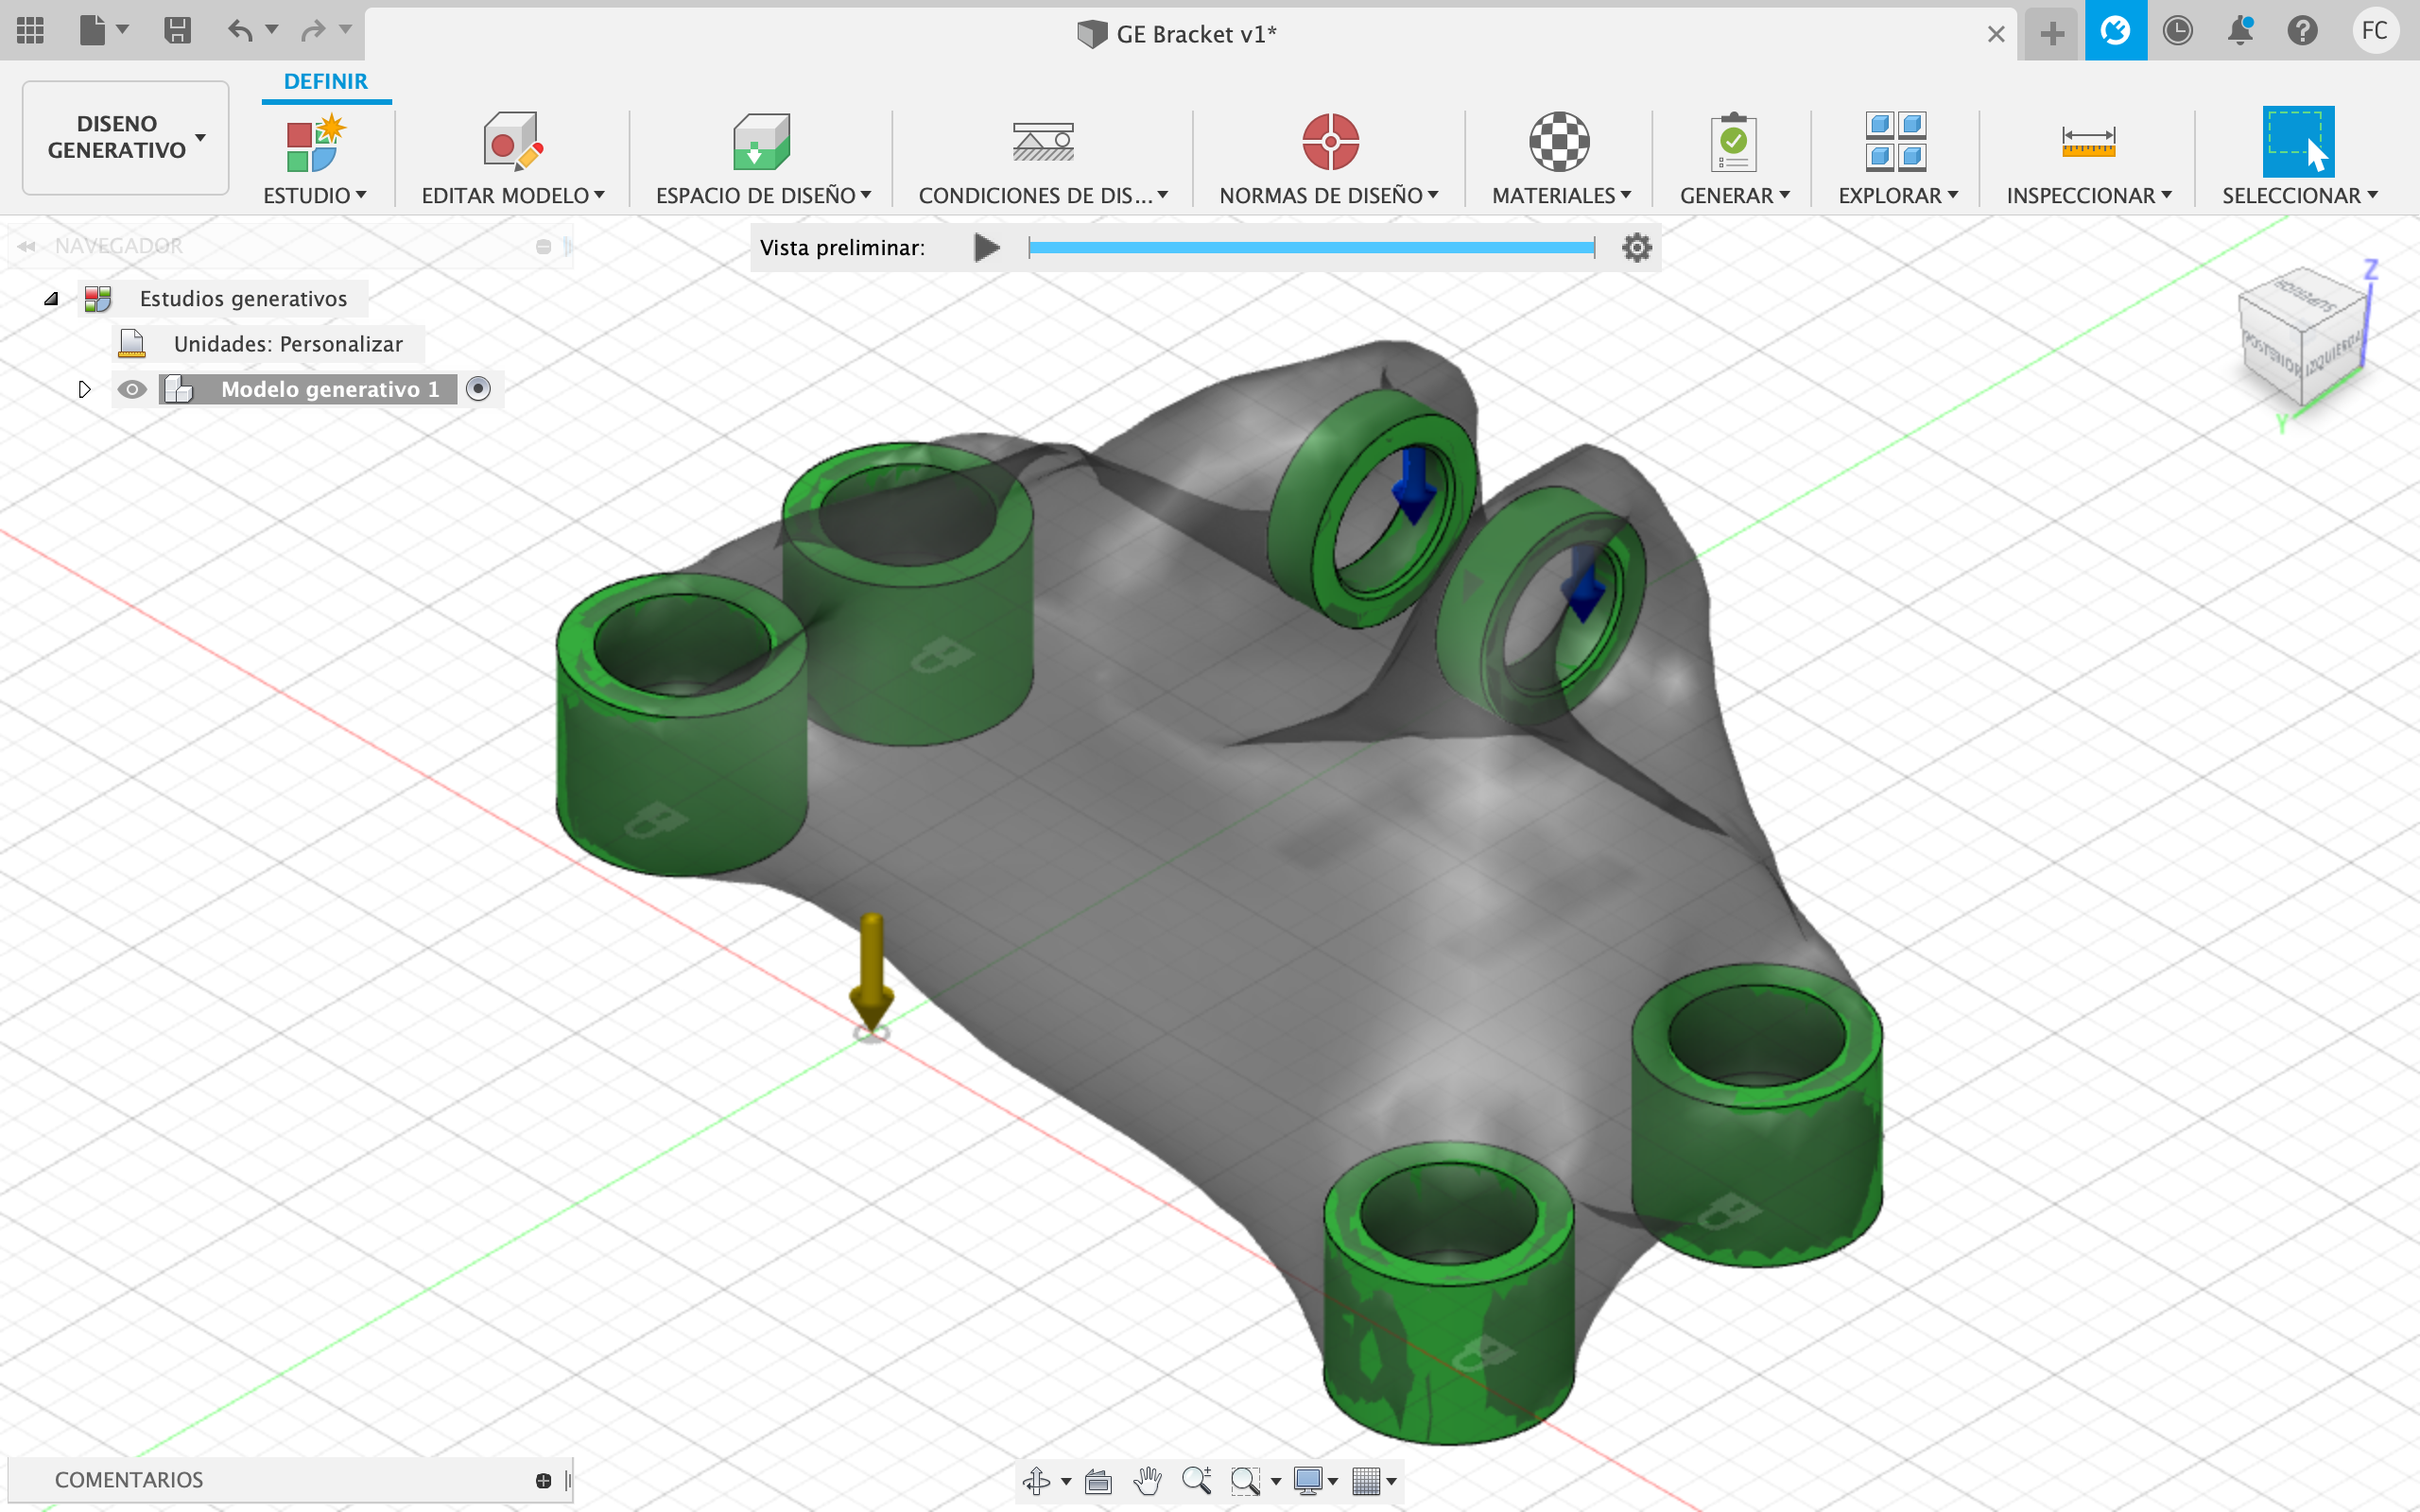 GE Bracket v1*
FC
DEFINIR
DISENO
GENERATIVO
ESTUDIO
EDITAR MODELO
ESPACIO DE DISEÑO
CONDICIONES DE DIS...
NORMAS DE DISEÑO
MATERIALES
GENERAR
EXPLORAR
INSPECCIONAR
SELECCIONAR
NAVEGADOR
Vista preliminar:
Estudios generativos
Unidades: Personalizar
Modelo generativo 1
Z
SUPERIOR
POSTERIOR
IZQUIERDA
Y
COMENTARIOS